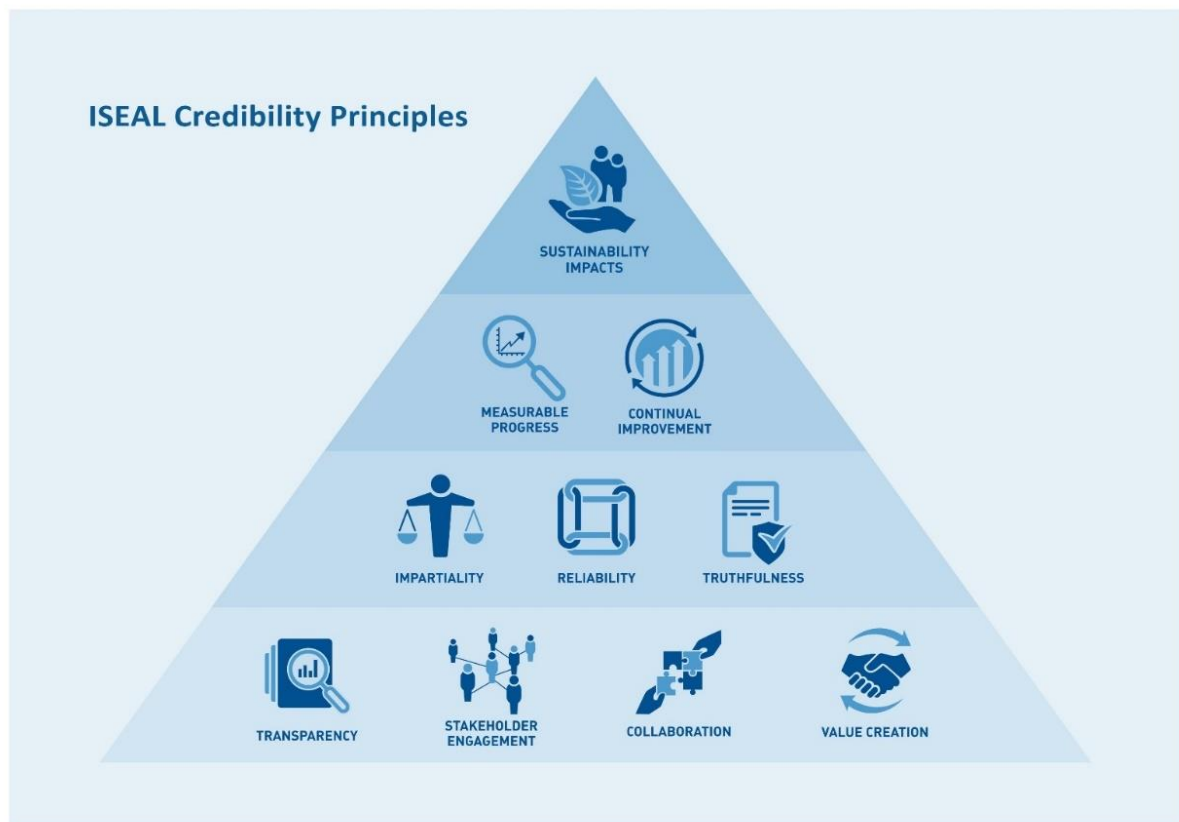 ISEAL Credibility Principles
SUSTAINABILITY
IMPACTS
MEASURABLE
PROGRESS
CONTINUAL
IMPROVEMENT
IMPARTIALITY
RELIABILITY
TRUTHFULNESS
TRANSPARENCY
STAKEHOLDER
ENGAGEMENT
COLLABORATION
VALUE CREATION